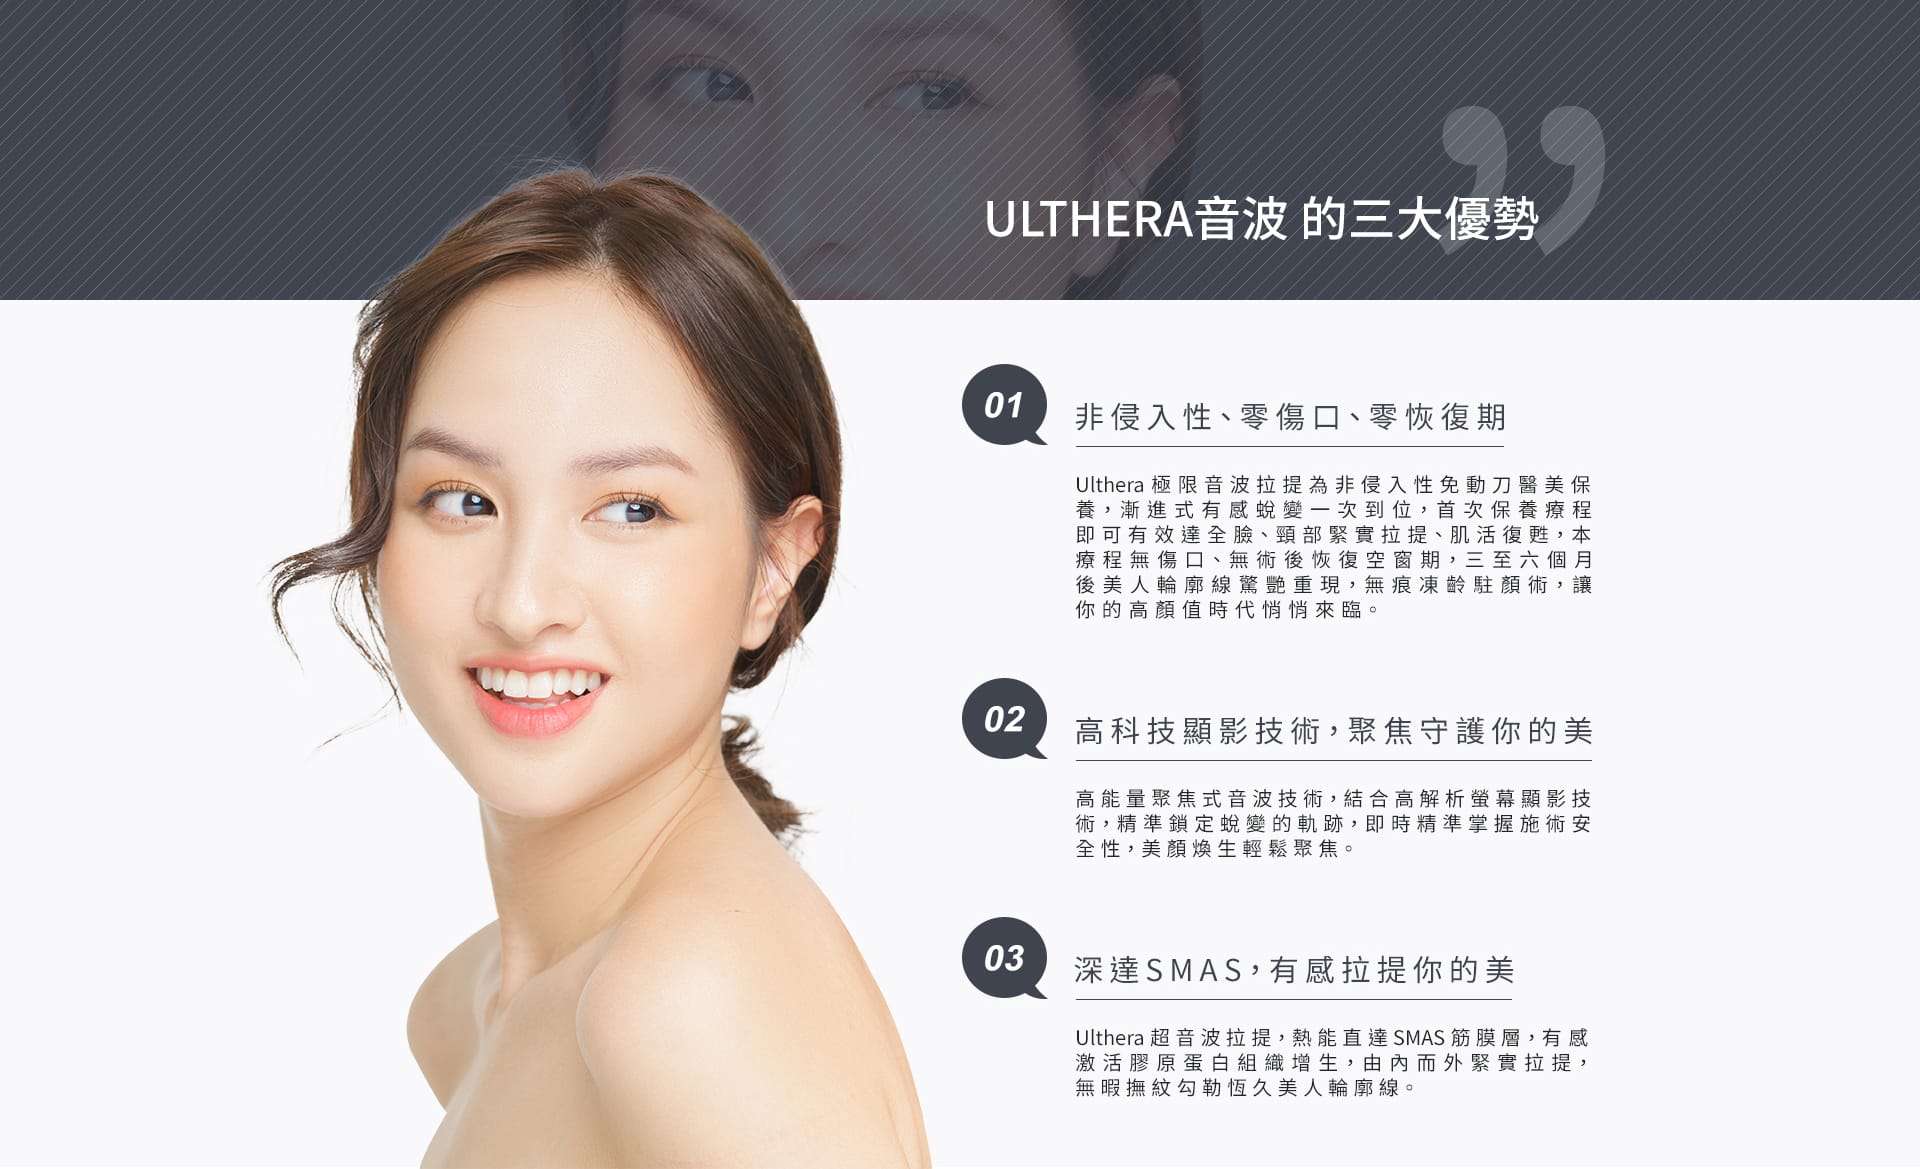 ULTHERA音波 的三大優勢
01
非侵入性、零傷口、零恢復期
Ulthera 極限音波拉提為非侵入性免動刀醫美保
養，漸進式有感蛻變一次到位，首次保養療程
即可有效達全臉、頸部緊實拉提、肌活復甦，本
療程無傷口、無術後恢復空窗期，三至六個月
後美人輪廓線驚艷重現，無痕凍齡駐顏術，讓
你的高顏值時代悄悄來臨。
02
高科技顯影技術，聚焦守護你的美
高能量聚焦式音波技術，結合高解析螢幕顯影技
術，精準鎖定蛻變的軌跡，即時精準掌握施術安
全性，美顏煥生輕鬆聚焦。
03
深達SMAS，有感拉提你的美
Ulthera 超音波拉提，熱能直達 SMAS 筋膜層，有感
激活膠原蛋白組織增生，由內而外緊實拉提，
無暇撫紋勾勒恆久美人輪廓線。